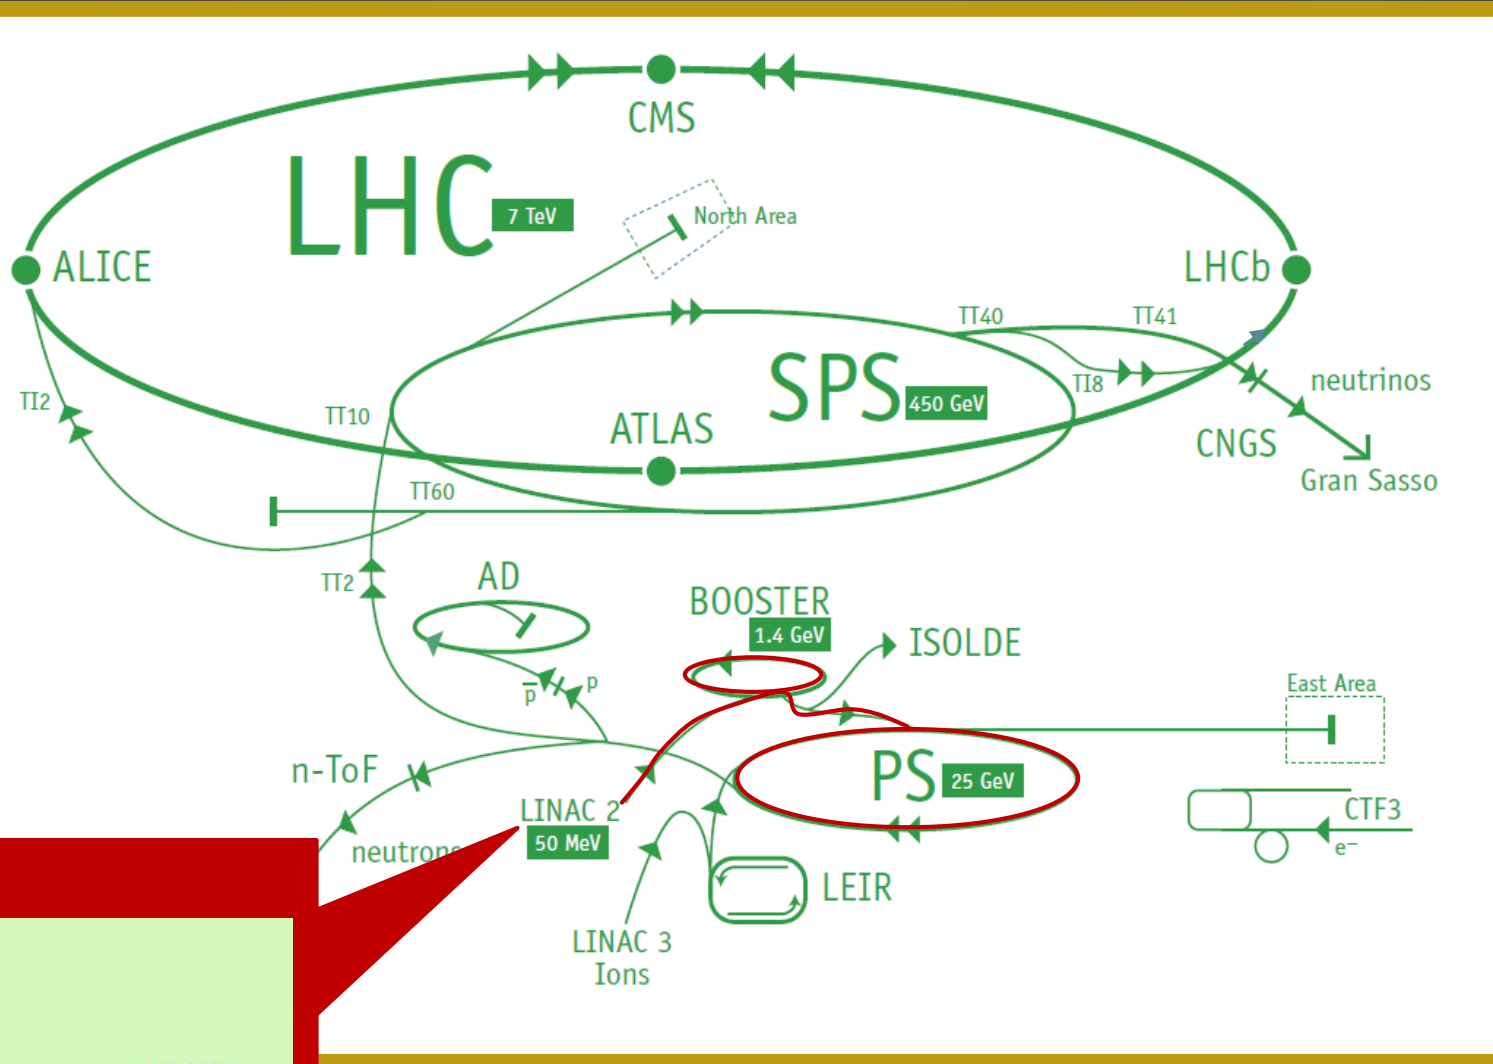 CMS
LHC
7 TeV
North Area
ALICE
LHCb
TT40
TT41
SPS
450 GeV
TI8
neutrinos
TI2
TT10
ATLAS
CNGS
Gran Sasso
TT60
AD
TT2
BOOSTER
1.4 GeV
ISOLDE
p̅
p
East Area
n-ToF
PS
25 GeV
LINAC 2
50 MeV
CTF3
e⁻
neutrons
LEIR
LINAC 3
Ions